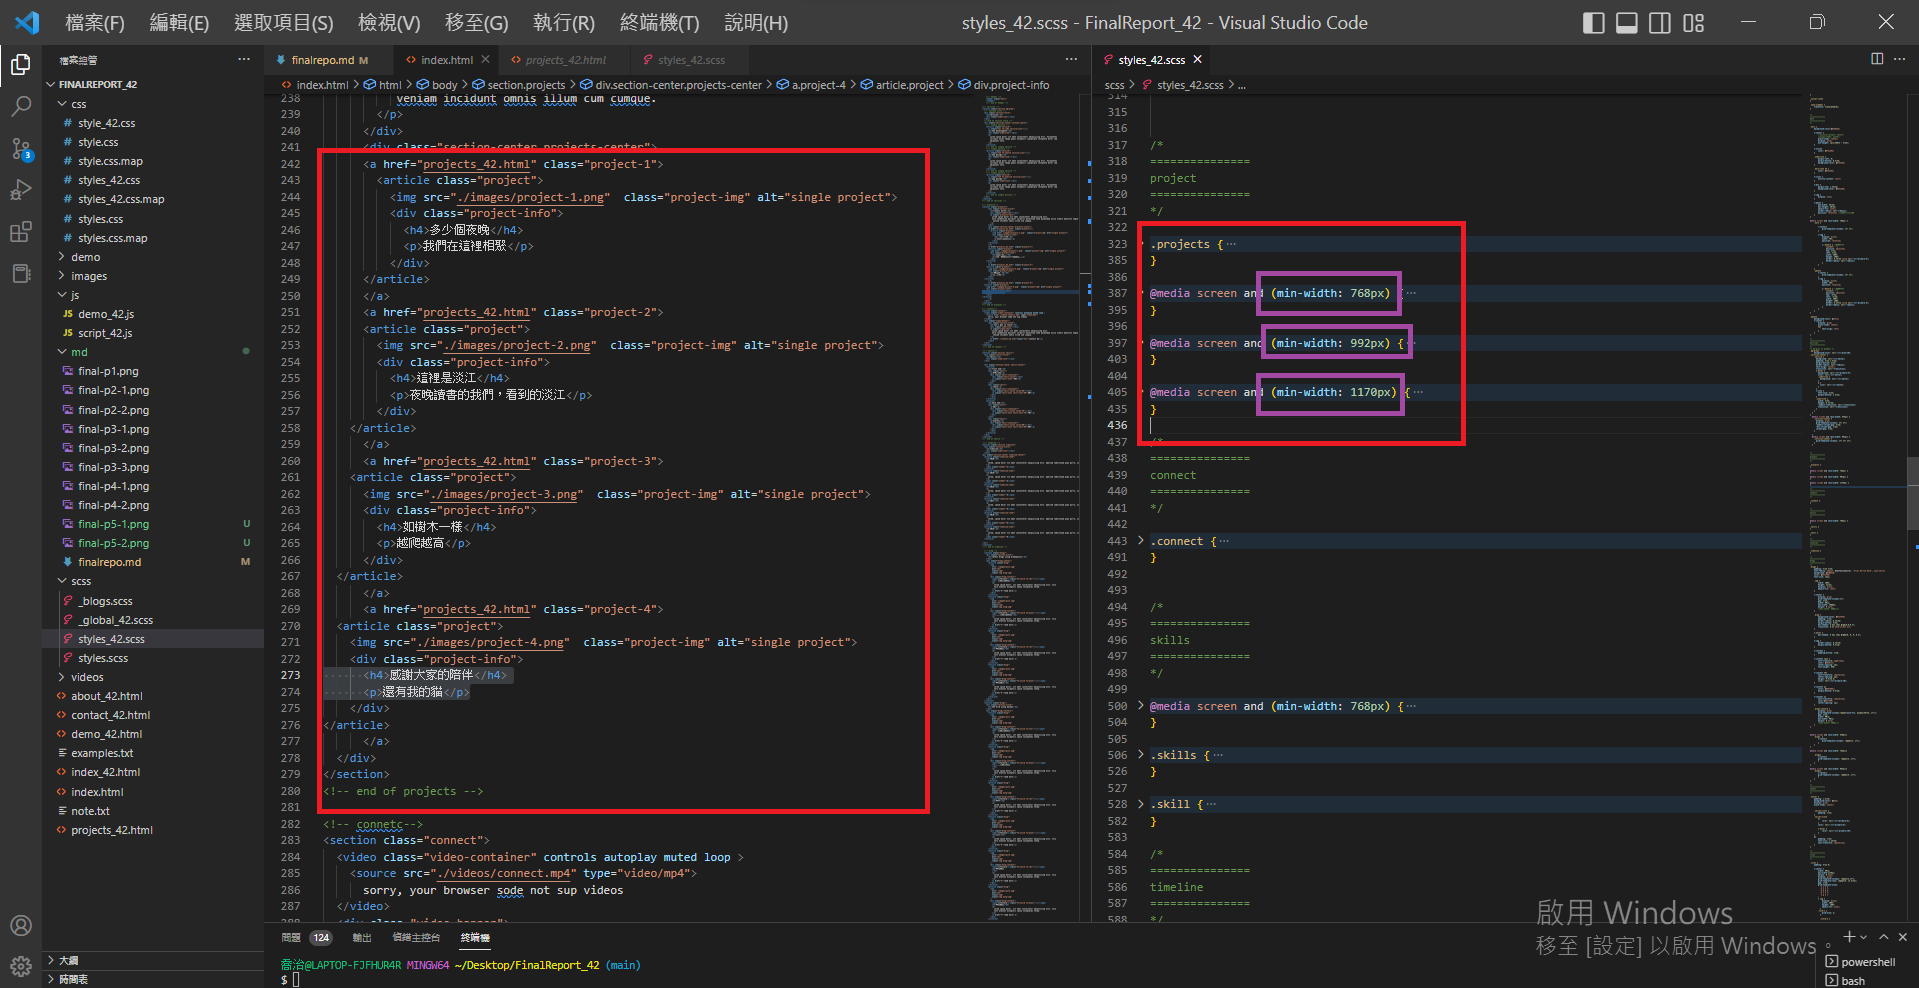 檔案(F) 編輯(E) 選取項目(S) 檢視(V) 移至(G) 執行(R) 終端機(T) 說明(H)
styles_42.scss - FinalReport_42 - Visual Studio Code
檔案總管
FINALREPORT_42
css
style_42.css
style.css
style.css.map
styles_42.css
styles_42.css.map
styles.css
styles.css.map
demo
images
js
demo_42.js
script_42.js
md
final-p1.png
final-p2-1.png
final-p2-2.png
final-p3-1.png
final-p3-2.png
final-p3-3.png
final-p4-1.png
final-p4-2.png
final-p5-1.png U
final-p5-2.png U
finalrepo.md M
scss
_blogs.scss
_global_42.scss
styles_42.scss
styles.scss
videos
about_42.html
contact_42.html
demo_42.html
examples.txt
index_42.html
index.html
note.txt
projects_42.html
大綱
時間表
3
finalrepo.md M
index.html
projects_42.html
styles_42.scss
index.html > html > body > section.projects > div.section-center.projects-center > a.project-4 > article.project > div.project-info
238 veniam incidunt omnis illum cum cumque.
239 </p>
240 </div>
241 <div class="section-center projects-center">
242 <a href="projects_42.html" class="project-1">
243 <article class="project">
244 <img src="./images/project-1.png"  class="project-img" alt="single project">
245 <div class="project-info">
246 <h4>多少個夜晚</h4>
247 <p>我們在這裡相聚</p>
248 </div>
249 </article>
250 </a>
251 <a href="projects_42.html" class="project-2">
252 <article class="project">
253 <img src="./images/project-2.png"  class="project-img" alt="single project">
254 <div class="project-info">
255 <h4>這裡是淡江</h4>
256 <p>夜晚讀書的我們，看到的淡江</p>
257 </div>
258 </article>
259 </a>
260 <a href="projects_42.html" class="project-3">
261 <article class="project">
262 <img src="./images/project-3.png"  class="project-img" alt="single project">
263 <div class="project-info">
264 <h4>如樹木一樣</h4>
265 <p>越爬越高</p>
266 </div>
267 </article>
268 </a>
269 <a href="projects_42.html" class="project-4">
270 <article class="project">
271 <img src="./images/project-4.png"  class="project-img" alt="single project">
272 <div class="project-info">
273 <h4>感謝大家的陪伴</h4>
274 <p>還有我的貓</p>
275 </div>
276 </article>
277 </a>
278 </div>
279 </section>
280 <!-- end of projects -->
281
282 <!-- connetc-->
283 <section class="connect">
284 <video class="video-container" controls autoplay muted loop >
285 <source src="./videos/connect.mp4" type="video/mp4">
286 sorry, your browser sode not sup videos
287 </video>
288 <div class="video-banner">
styles_42.scss
scss > styles_42.scss > ...
314
315
316
317 /*
318 ===============
319 project
320 ===============
321 */
322
323 .projects {
385 }
386
387 @media screen and (min-width: 768px) {
395 }
396
397 @media screen and (min-width: 992px) {
403 }
404
405 @media screen and (min-width: 1170px) {
435 }
436
437 /*
438 ===============
439 connect
440 ===============
441 */
442
443 .connect {
491 }
492
493
494 /*
495 ===============
496 skills
497 ===============
498 */
499
500 @media screen and (min-width: 768px) {
504 }
505
506 .skills {
526 }
527
528 .skill {
582 }
583
584 /*
585 ===============
586 timeline
587 ===============
588 */
問題 124 輸出 偵錯主控台 終端機
喬治@LAPTOP-FJFHUR4R MINGW64 ~/Desktop/FinalReport_42 (main)
$
啟用 Windows
移至 [設定] 以啟用 Windows。
powershell
bash